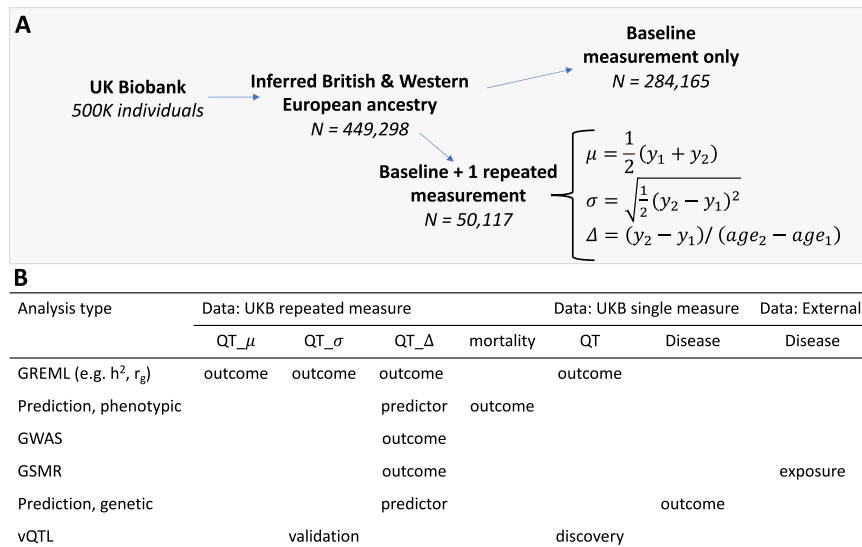 A
UK Biobank
500K individuals
Inferred British & Western
European ancestry
N = 449,298
Baseline
measurement only
N = 284,165
Baseline + 1 repeated
measurement
N = 50,117
μ = 1/2 (y₁ + y₂)
σ = √(1/2 (y₂ − y₁)²)
Δ = (y₂ − y₁)/ (age₂ − age₁)
B
Analysis type Data: UKB repeated measure Data: UKB single measure Data: External
QT_μ QT_σ QT_Δ mortality QT Disease Disease
GREML (e.g. h², r_g) outcome outcome outcome outcome
Prediction, phenotypic predictor outcome
GWAS outcome
GSMR outcome exposure
Prediction, genetic predictor outcome
vQTL validation discovery